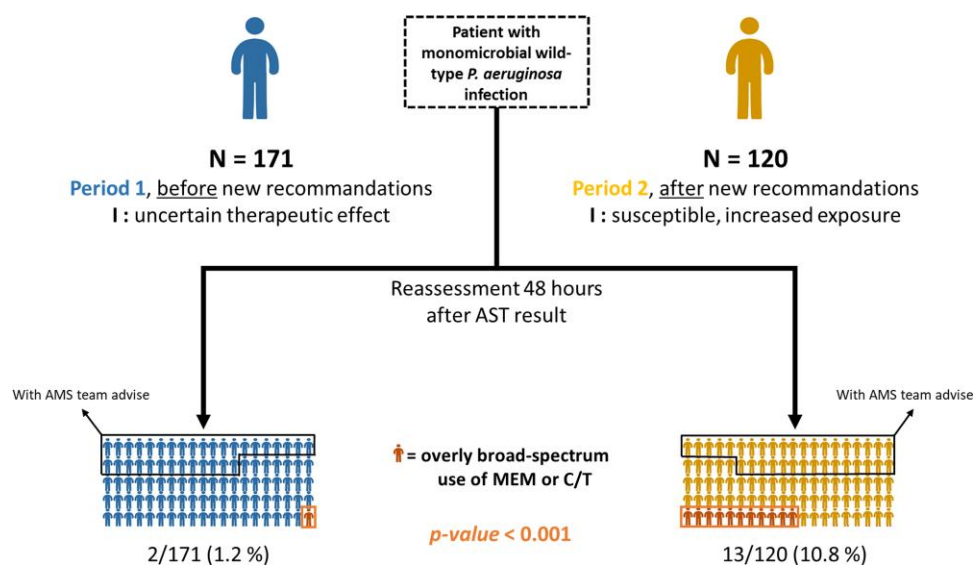 Patient with
monomicrobial wild-
type P. aeruginosa
infection
N = 171
Period 1, before new recommandations
I : uncertain therapeutic effect
N = 120
Period 2, after new recommandations
I : susceptible, increased exposure
Reassessment 48 hours
after AST result
With AMS team advise
With AMS team advise
= overly broad-spectrum
use of MEM or C/T
p-value < 0.001
2/171 (1.2 %)
13/120 (10.8 %)